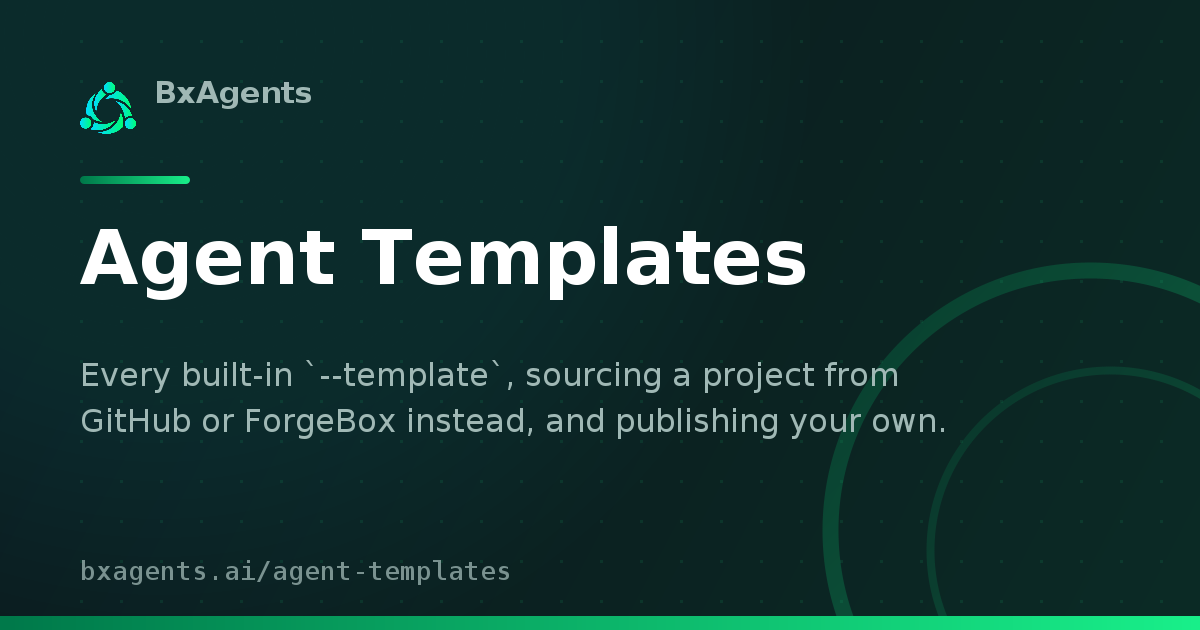 BxAgents
Agent Templates
Every built-in `--template`, sourcing a project from
GitHub or ForgeBox instead, and publishing your own.
bxagents.ai/agent-templates